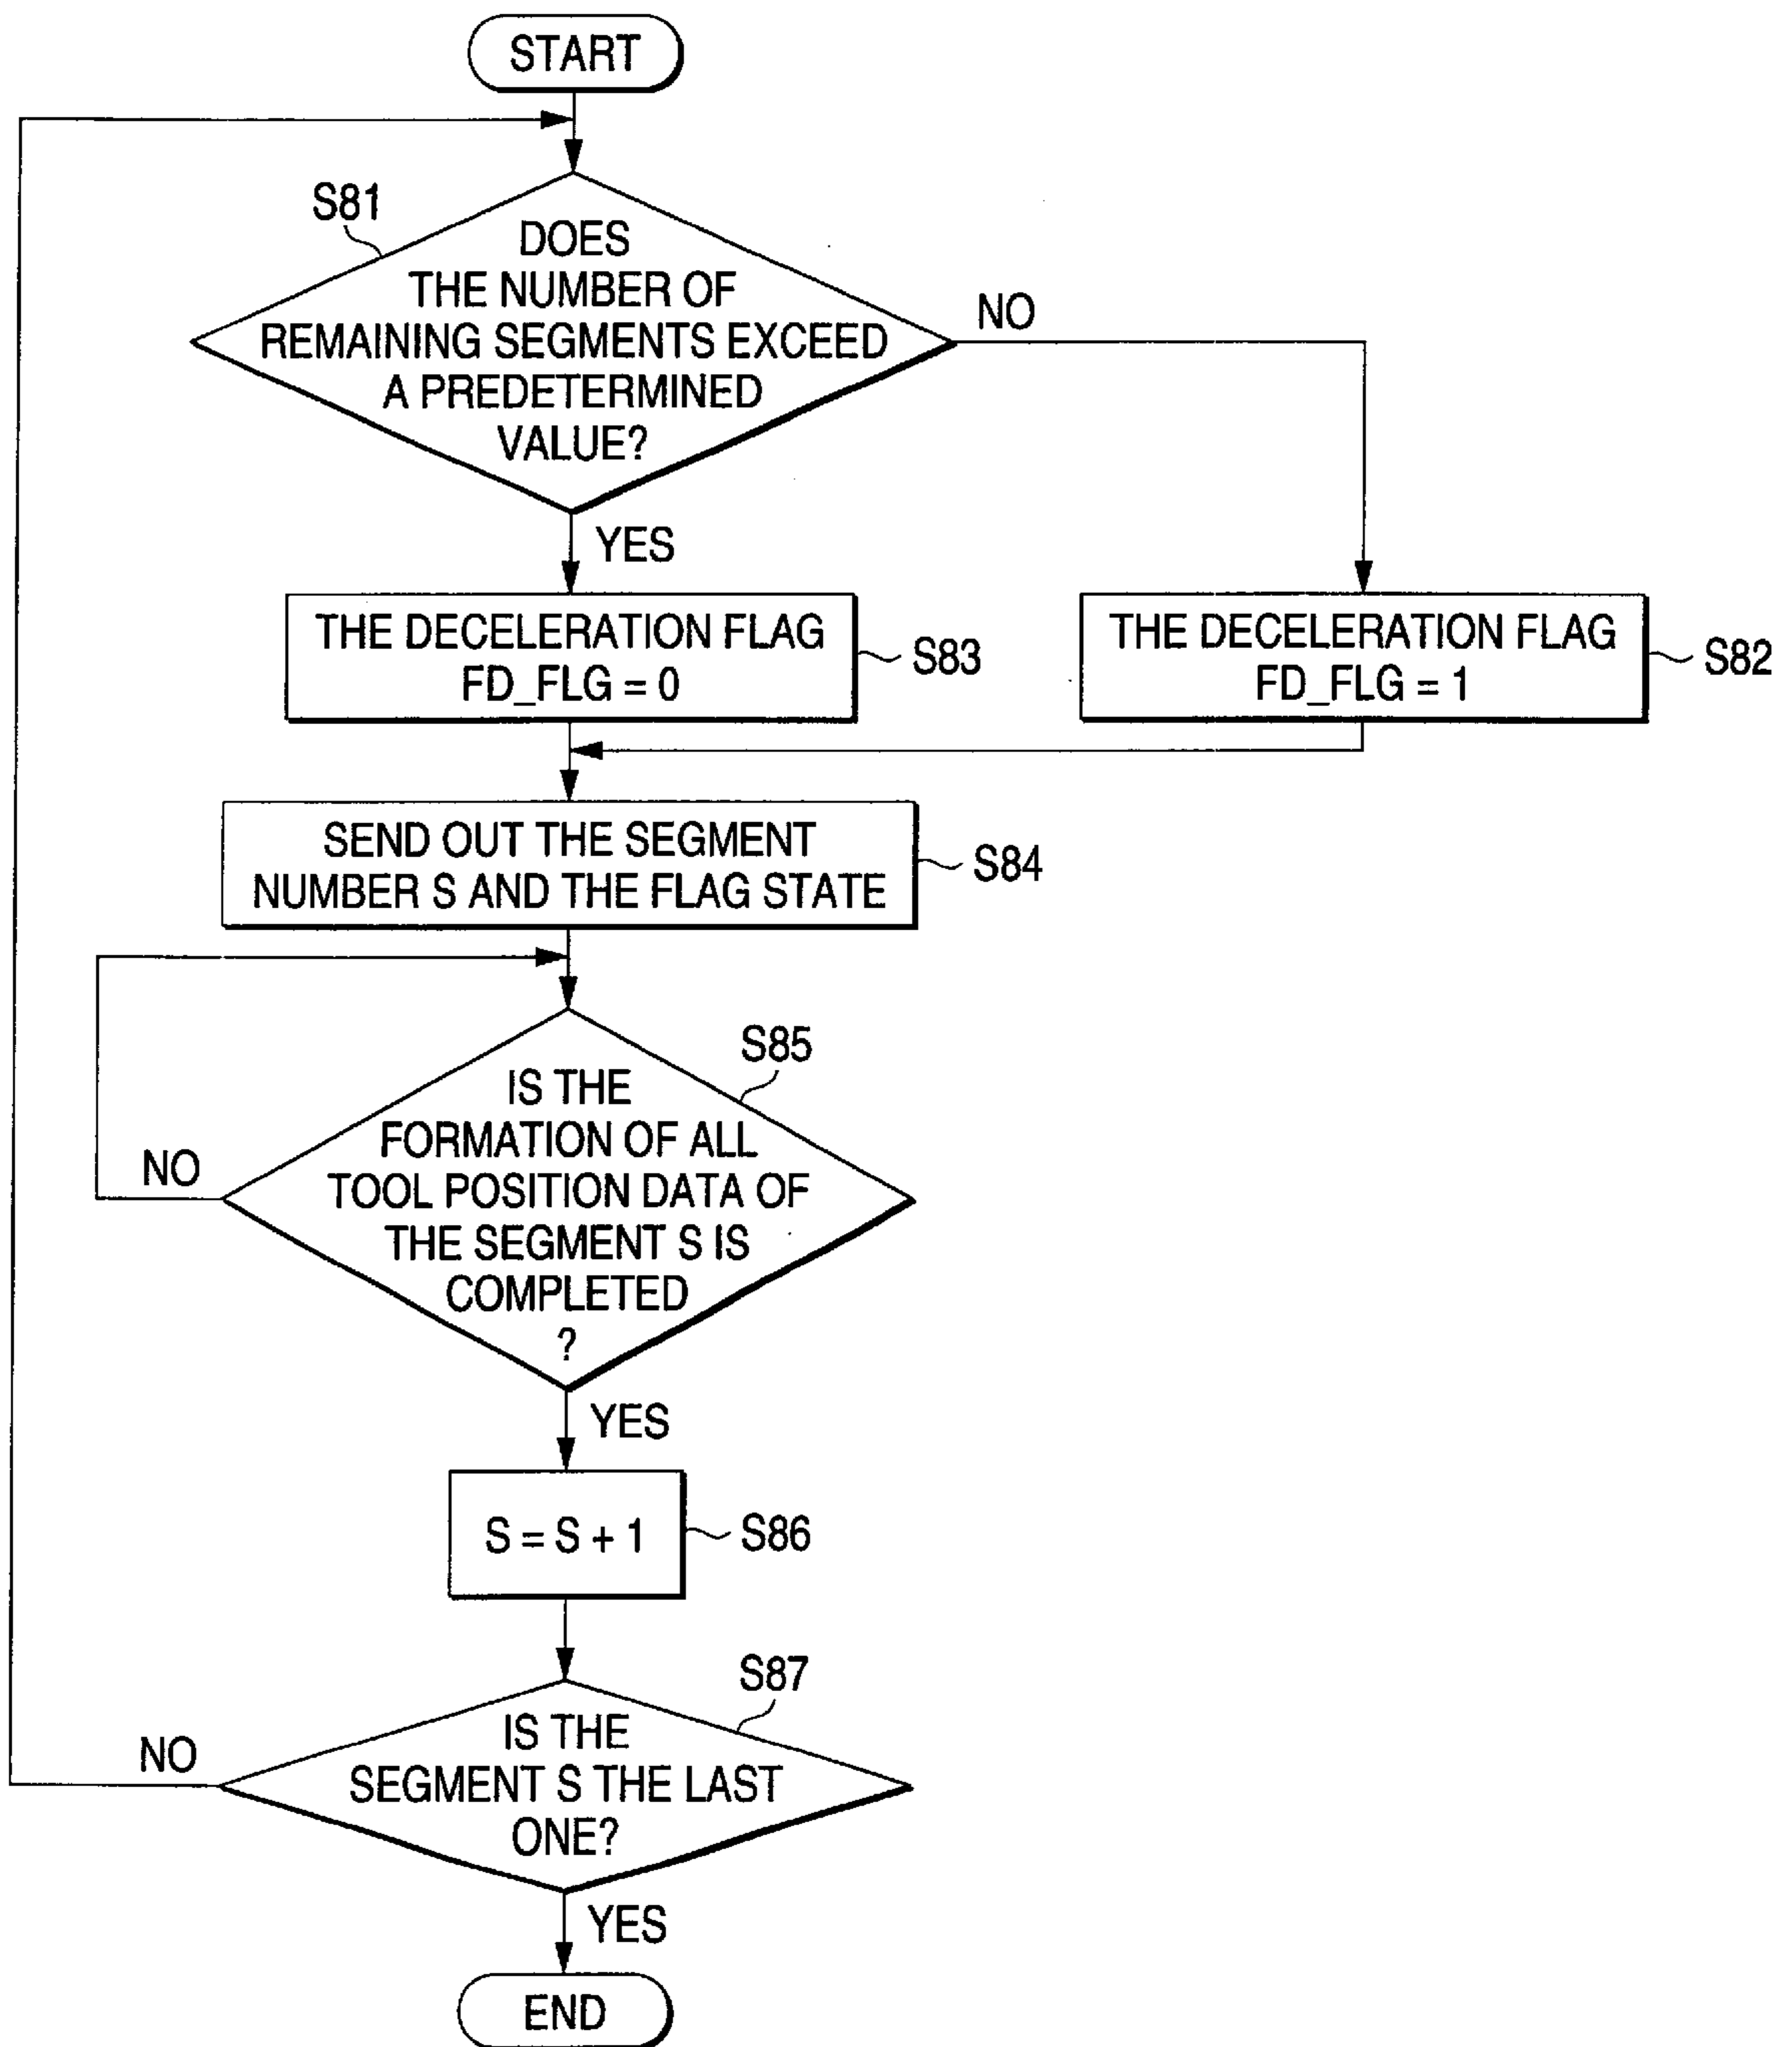 START
S81
DOES
THE NUMBER OF
REMAINING SEGMENTS EXCEED
A PREDETERMINED
VALUE?
NO
YES
THE DECELERATION FLAG
FD_FLG = 0
S83
THE DECELERATION FLAG
FD_FLG = 1
S82
SEND OUT THE SEGMENT
NUMBER S AND THE FLAG STATE
S84
S85
IS THE
FORMATION OF ALL
TOOL POSITION DATA OF
THE SEGMENT S IS
COMPLETED
?
NO
YES
S = S + 1
S86
S87
IS THE
SEGMENT S THE LAST
ONE?
NO
YES
END